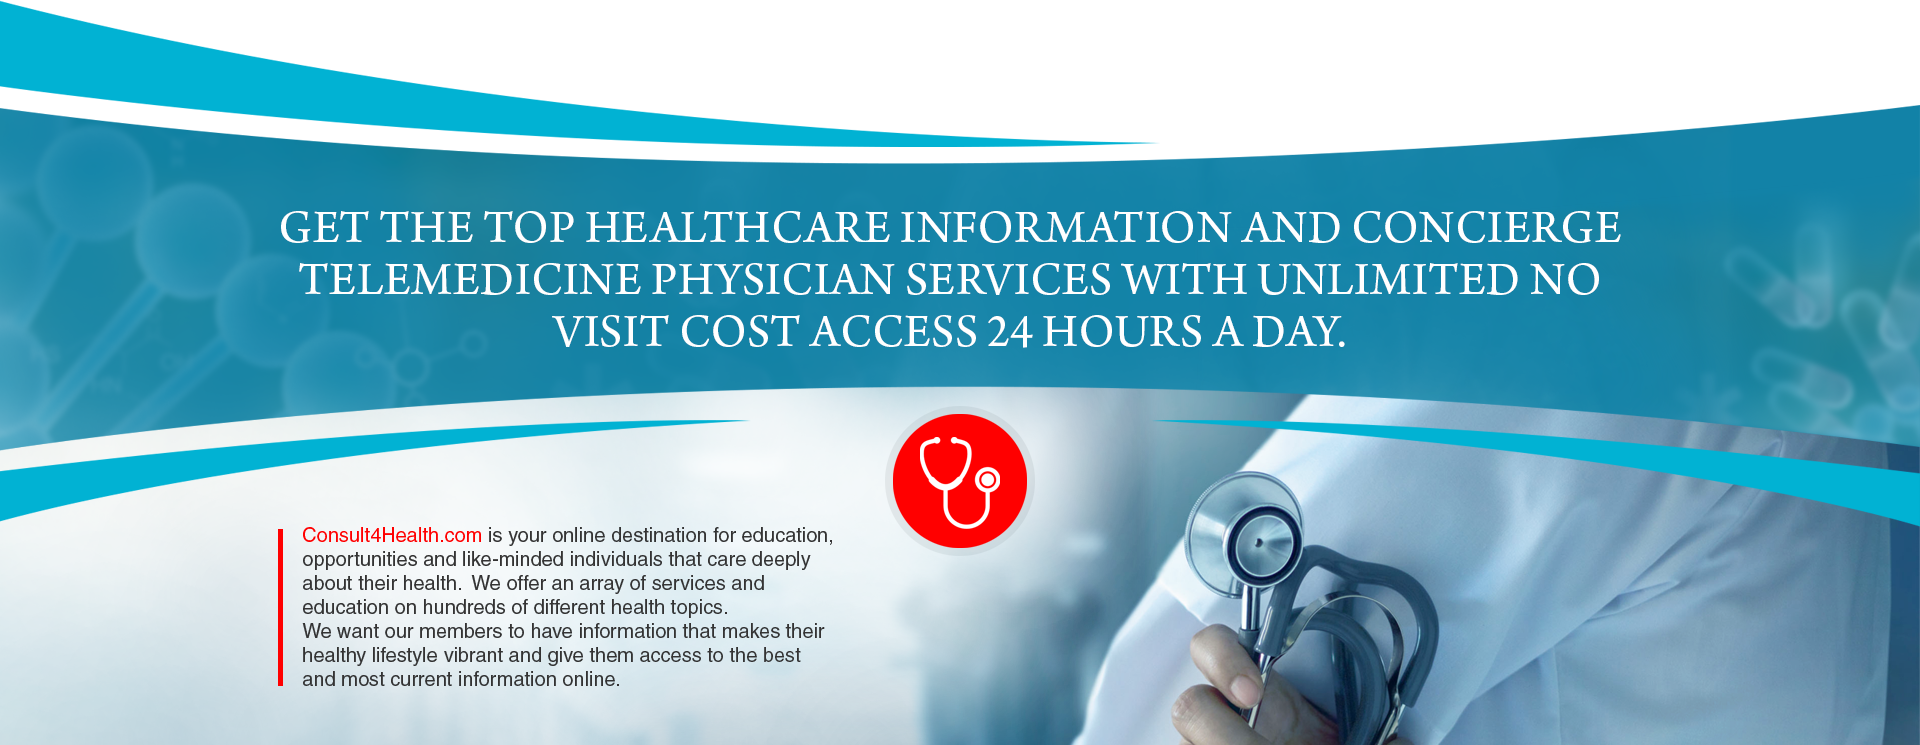 GET THE TOP HEALTHCARE INFORMATION AND CONCIERGE
TELEMEDICINE PHYSICIAN SERVICES WITH UNLIMITED NO
VISIT COST ACCESS 24 HOURS A DAY.
Consult4Health.com is your online destination for education,
opportunities and like-minded individuals that care deeply
about their health.  We offer an array of services and
education on hundreds of different health topics.
We want our members to have information that makes their
healthy lifestyle vibrant and give them access to the best
and most current information online.